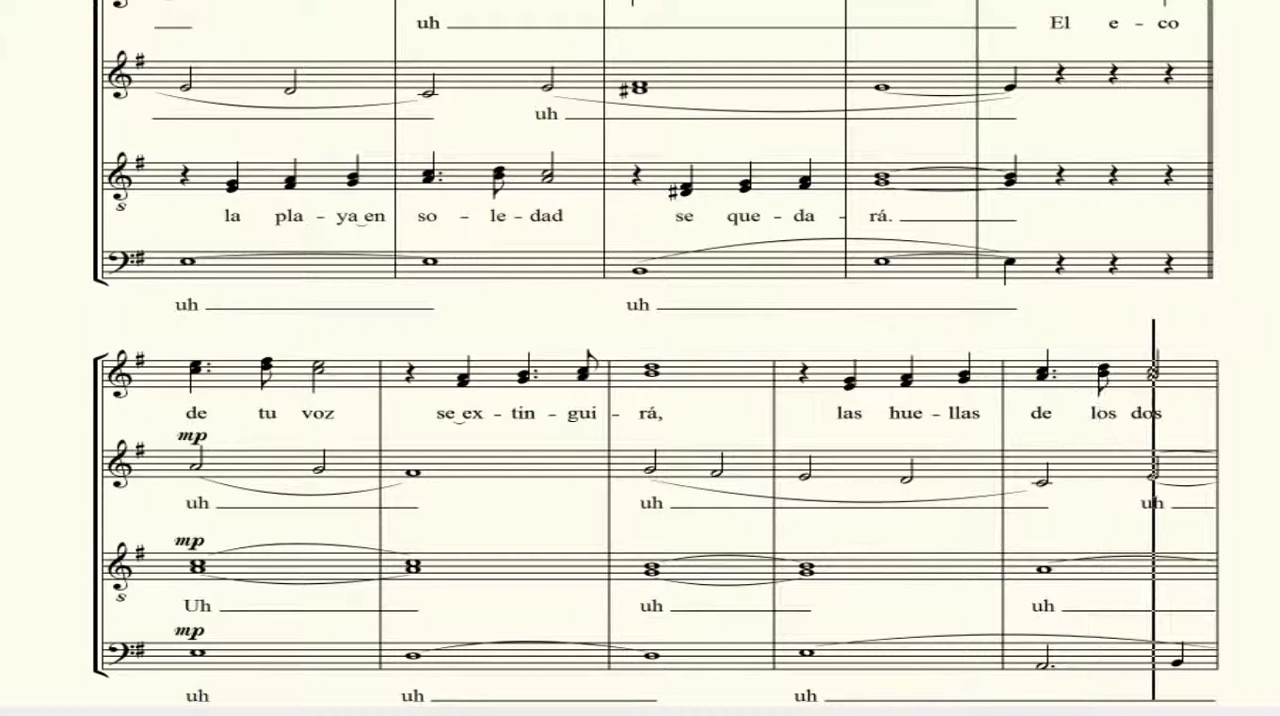 uh El e - co
uh
la pla - ya en so - le - dad se que - da - rá.
uh uh
de tu voz se ex - tin - gui - rá, las hue - llas de los dos
mp
uh uh uh
mp
Uh uh uh
mp
uh uh uh